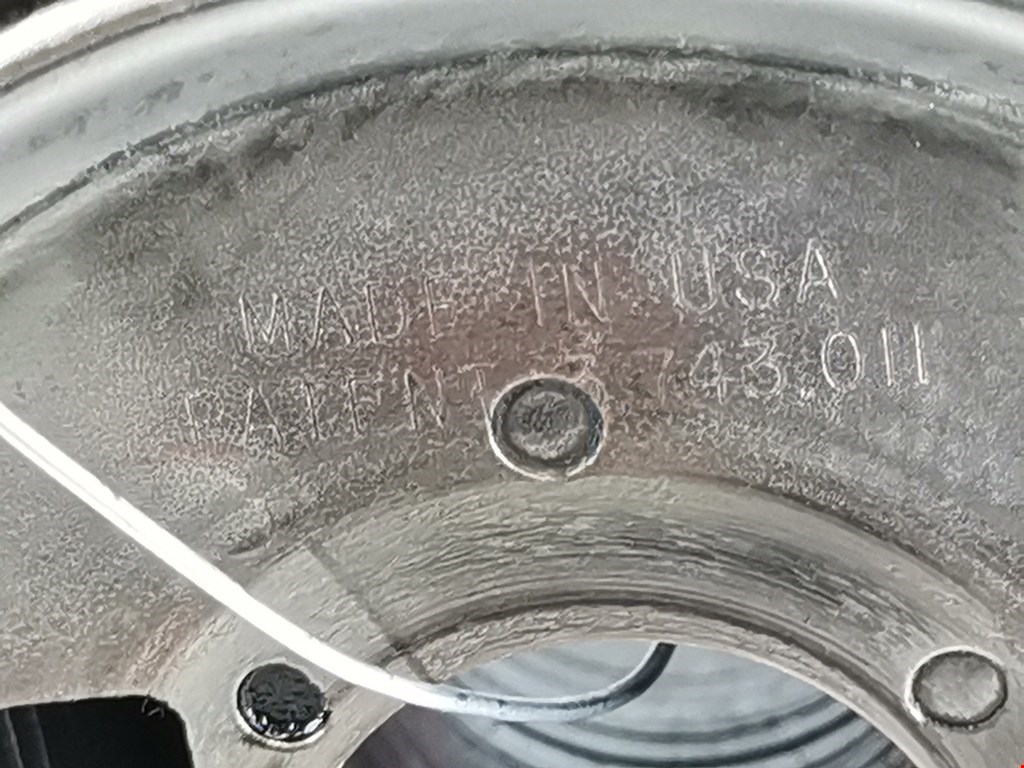 MADE IN USA
PATENT 3 743.011